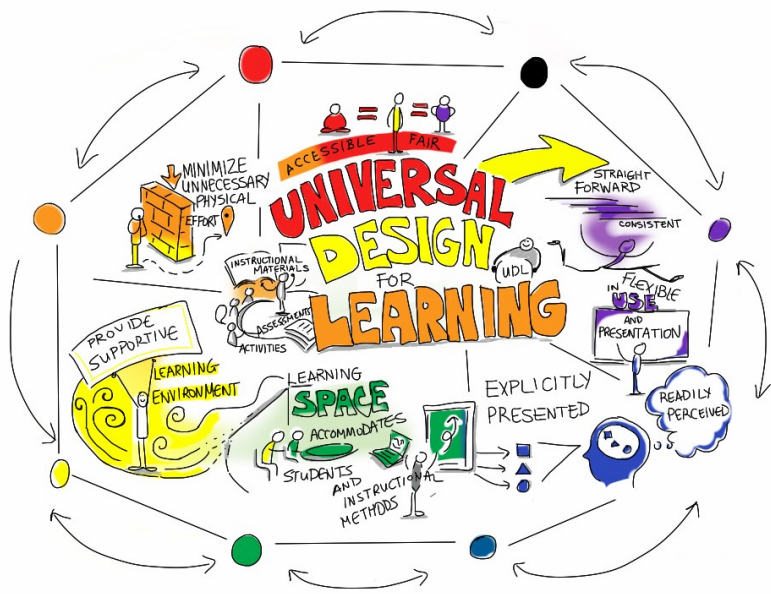 ACCESSIBLE FAIR
UNIVERSAL
DESIGN
FOR
LEARNING
UDL
STRAIGHT
FORWARD
CONSISTENT
FLEXIBLE
IN USE
AND
PRESENTATION
READILY
PERCEIVED
EXPLICITLY
PRESENTED
LEARNING
SPACE
ACCOMMODATES
STUDENTS
AND
INSTRUCTIONAL
METHODS
PROVIDE
SUPPORTIVE
LEARNING
ENVIRONMENT
MINIMIZE
UNNECESSARY
PHYSICAL
EFFORT
INSTRUCTIONAL
MATERIALS
ASSESSMENTS
ACTIVITIES